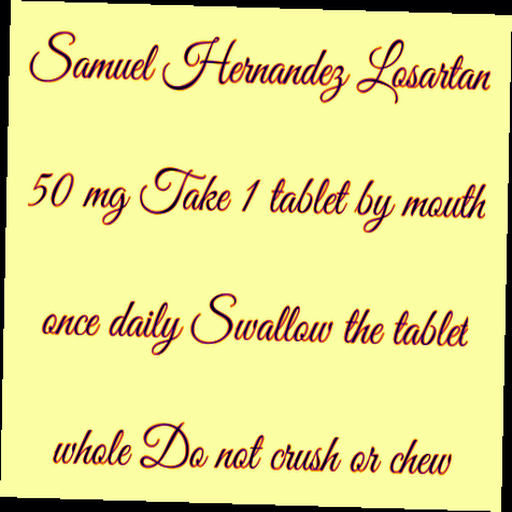 Samuel Hernandez Losartan
50 mg Take 1 tablet by mouth
once daily Swallow the tablet
whole Do not crush or chew